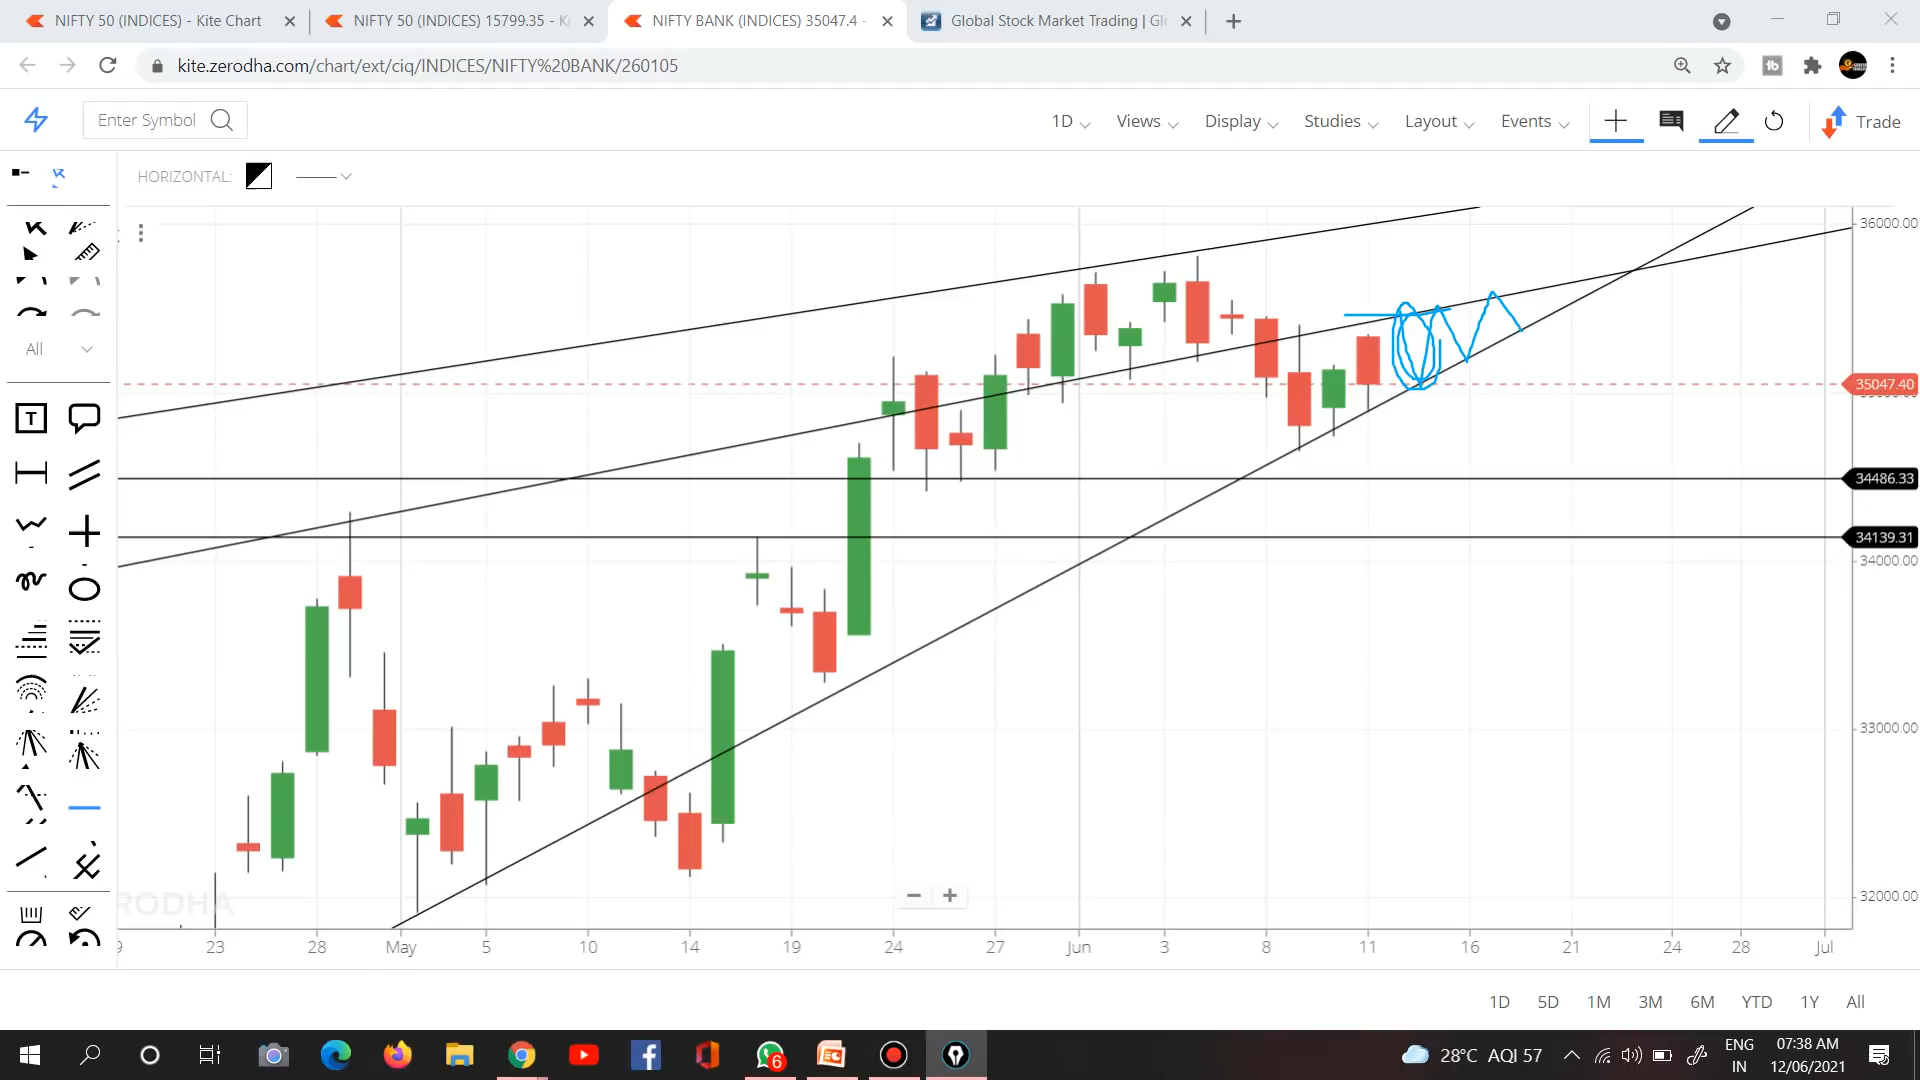 NIFTY 50 (INDICES) - Kite Chart
NIFTY 50 (INDICES) 15799.35 - Ki
NIFTY BANK (INDICES) 35047.4 -
Global Stock Market Trading | Glo
kite.zerodha.com/chart/ext/ciq/INDICES/NIFTY%20BANK/260105
Enter Symbol
1D
Views
Display
Studies
Layout
Events
Trade
HORIZONTAL:
All
T
36000.00
35047.40
34486.33
34139.31
34000.00
33000.00
32000.00
RODHA
23 28 May 5 10 14 19 24 27 Jun 3 8 11 16 21 24 28 Jul
1D 5D 1M 3M 6M YTD 1Y All
6
28°C AQI 57
ENG
IN
07:38 AM
12/06/2021